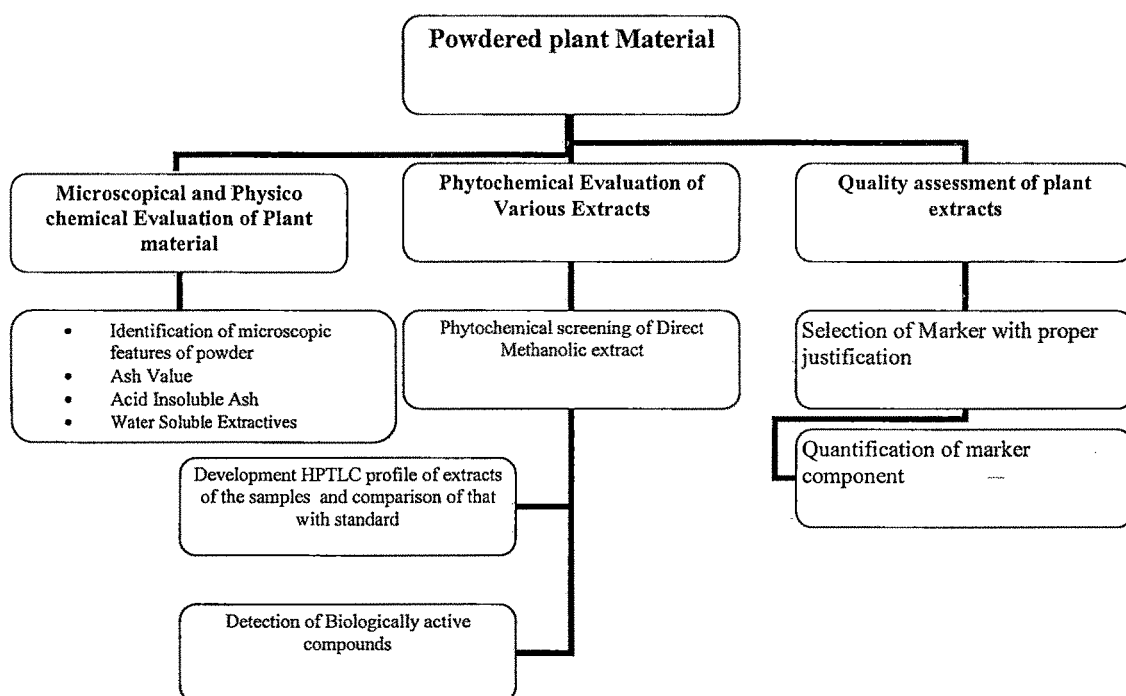 Powdered plant Material
Microscopical and Physico
chemical Evaluation of Plant
material
Phytochemical Evaluation of
Various Extracts
Quality assessment of plant
extracts
• Identification of microscopic
features of powder
• Ash Value
• Acid Insoluble Ash
• Water Soluble Extractives
Phytochemical screening of Direct
Methanolic extract
Selection of Marker with proper
justification
Quantification of marker
component
Development HPTLC profile of extracts
of the samples and comparison of that
with standard
Detection of Biologically active
compounds